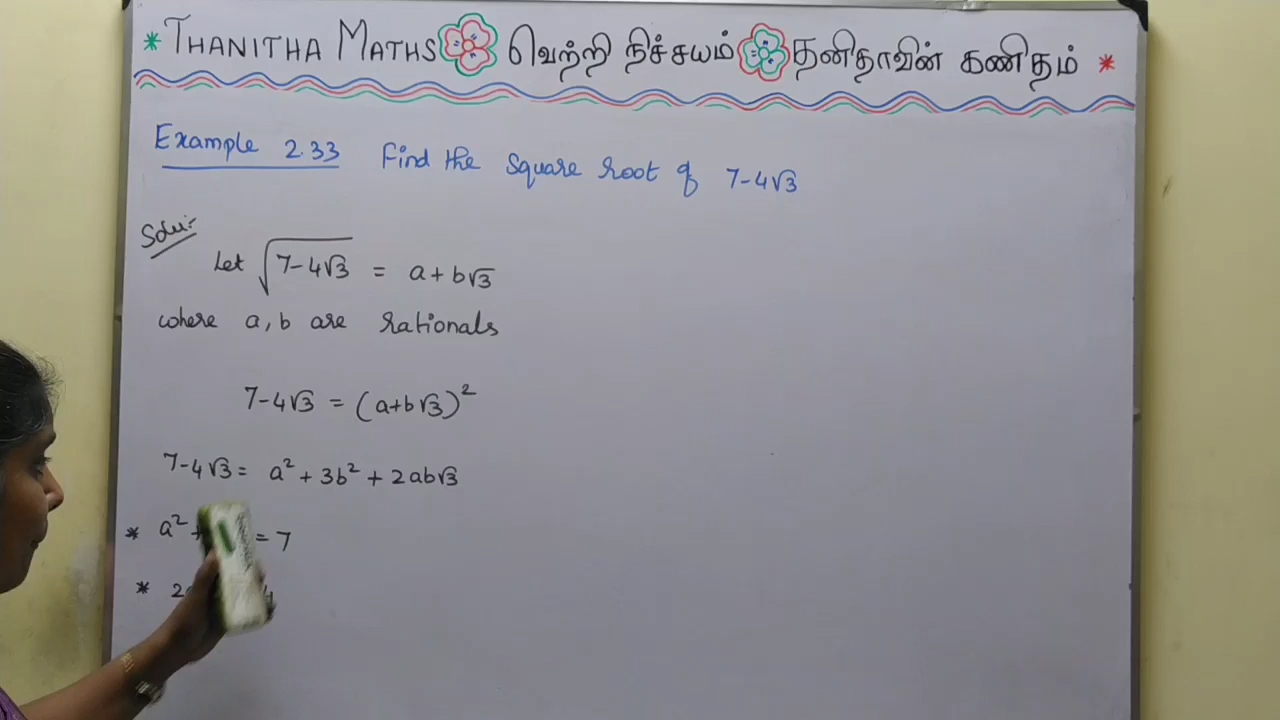 * THANITHA MATHS வெற்றி நிச்சயம் தனிதாவின் கணிதம் *
Example 2.33 Find the square root of 7-4√3
Solu:-
Let √(7-4√3) = a+b√3
where a, b are rationals
7-4√3 = (a+b√3)²
7-4√3 = a² + 3b² + 2ab√3
* a² + = 7
* 2